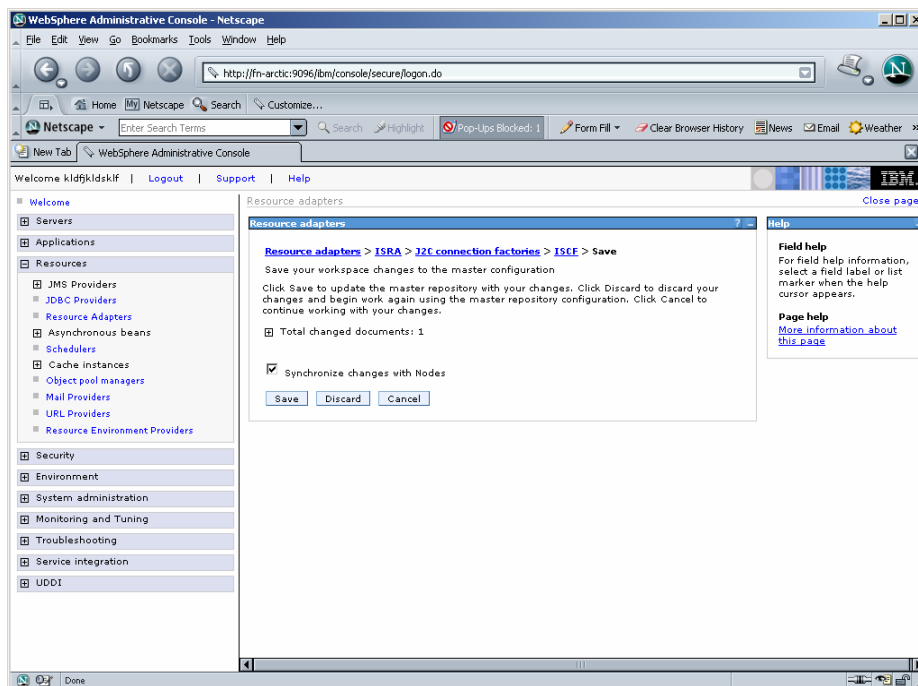 WebSphere Administrative Console - Netscape
File Edit View Go Bookmarks Tools Window Help
http://fn-arctic:9096/ibm/console/secure/logon.do
Home My Netscape Search Customize...
Netscape Enter Search Terms Search Highlight Pop-Ups Blocked: 1 Form Fill Clear Browser History News Email Weather »
New Tab WebSphere Administrative Console
Welcome kldfjkldsklf | Logout | Support | Help IBM.
Welcome
Servers
Applications
Resources
JMS Providers
JDBC Providers
Resource Adapters
Asynchronous beans
Schedulers
Cache instances
Object pool managers
Mail Providers
URL Providers
Resource Environment Providers
Security
Environment
System administration
Monitoring and Tuning
Troubleshooting
Service integration
UDDI
Resource adapters Close page
Resource adapters ? –
Resource adapters > ISRA > J2C connection factories > ISCF > Save
Save your workspace changes to the master configuration
Click Save to update the master repository with your changes. Click Discard to discard your
changes and begin work again using the master repository configuration. Click Cancel to
continue working with your changes.
Total changed documents: 1
Synchronize changes with Nodes
Save Discard Cancel
Help
Field help
For field help information,
select a field label or list
marker when the help
cursor appears.
Page help
More information about
this page
Done